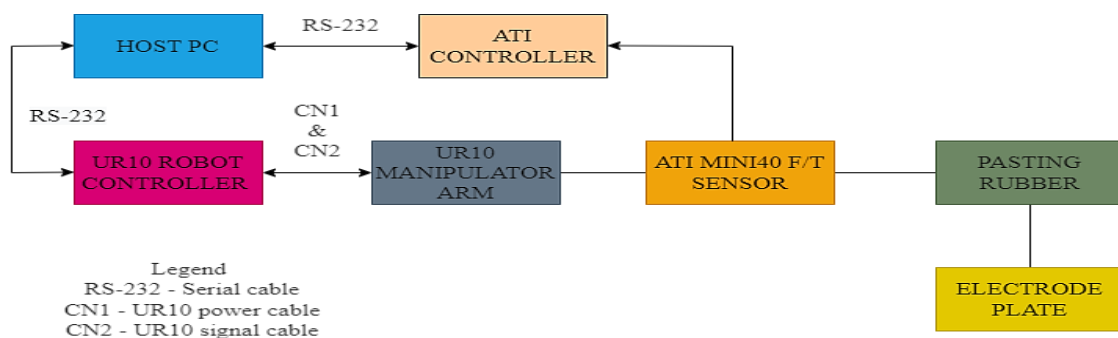 RS-232
HOST PC
ATI
CONTROLLER
RS-232
CN1
&
CN2
UR10 ROBOT
CONTROLLER
UR10
MANIPULATOR
ARM
ATI MINI40 F/T
SENSOR
PASTING
RUBBER
ELECTRODE
PLATE
Legend
RS-232 - Serial cable
CN1 - UR10 power cable
CN2 - UR10 signal cable